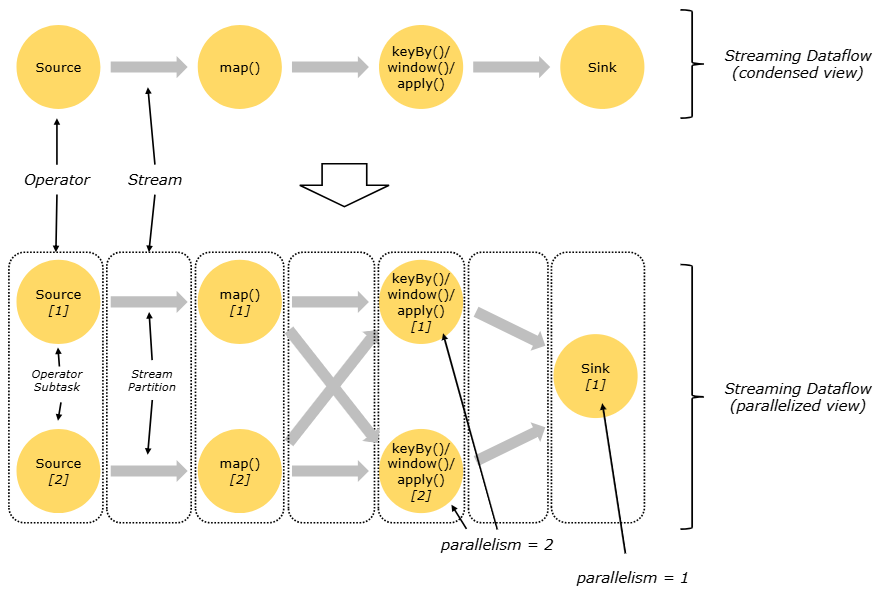 Source
map()
keyBy()/
window()/
apply()
Sink
Streaming Dataflow
(condensed view)
Operator
Stream
Source
[1]
map()
[1]
keyBy()/
window()/
apply()
[1]
Operator
Subtask
Stream
Partition
Sink
[1]
Streaming Dataflow
(parallelized view)
Source
[2]
map()
[2]
keyBy()/
window()/
apply()
[2]
parallelism = 2
parallelism = 1